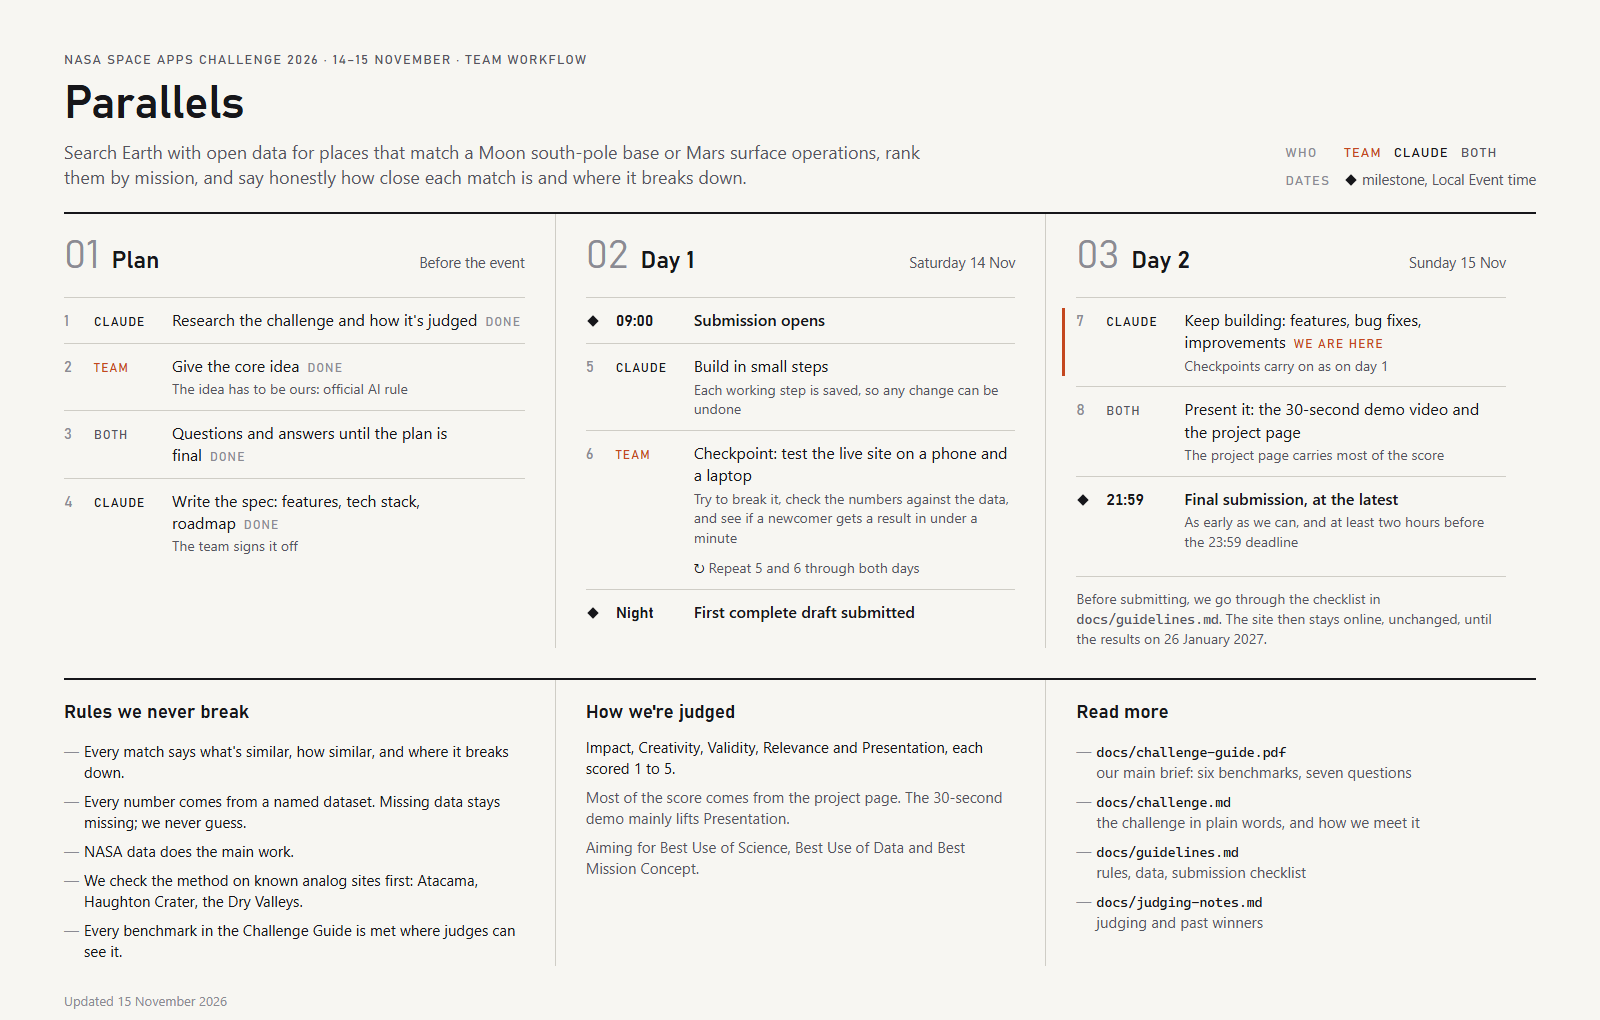 NASA SPACE APPS CHALLENGE 2026 · 14–15 NOVEMBER · TEAM WORKFLOW
Parallels
Search Earth with open data for places that match a Moon south-pole base or Mars surface operations, rank
them by mission, and say honestly how close each match is and where it breaks down.
WHO TEAM CLAUDE BOTH
DATES ◆ milestone, Local Event time
01 Plan Before the event
1 CLAUDE Research the challenge and how it's judged DONE
2 TEAM Give the core idea DONE
The idea has to be ours: official AI rule
3 BOTH Questions and answers until the plan is
final DONE
4 CLAUDE Write the spec: features, tech stack,
roadmap DONE
The team signs it off
02 Day 1 Saturday 14 Nov
◆ 09:00 Submission opens
5 CLAUDE Build in small steps
Each working step is saved, so any change can be
undone
6 TEAM Checkpoint: test the live site on a phone and
a laptop
Try to break it, check the numbers against the data,
and see if a newcomer gets a result in under a
minute
↻ Repeat 5 and 6 through both days
◆ Night First complete draft submitted
03 Day 2 Sunday 15 Nov
7 CLAUDE Keep building: features, bug fixes,
improvements WE ARE HERE
Checkpoints carry on as on day 1
8 BOTH Present it: the 30-second demo video and
the project page
The project page carries most of the score
◆ 21:59 Final submission, at the latest
As early as we can, and at least two hours before
the 23:59 deadline
Before submitting, we go through the checklist in
docs/guidelines.md. The site then stays online, unchanged, until
the results on 26 January 2027.
Rules we never break
— Every match says what's similar, how similar, and where it breaks
down.
— Every number comes from a named dataset. Missing data stays
missing; we never guess.
— NASA data does the main work.
— We check the method on known analog sites first: Atacama,
Haughton Crater, the Dry Valleys.
— Every benchmark in the Challenge Guide is met where judges can
see it.
How we're judged
Impact, Creativity, Validity, Relevance and Presentation, each
scored 1 to 5.
Most of the score comes from the project page. The 30-second
demo mainly lifts Presentation.
Aiming for Best Use of Science, Best Use of Data and Best
Mission Concept.
Read more
— docs/challenge-guide.pdf
our main brief: six benchmarks, seven questions
— docs/challenge.md
the challenge in plain words, and how we meet it
— docs/guidelines.md
rules, data, submission checklist
— docs/judging-notes.md
judging and past winners
Updated 15 November 2026